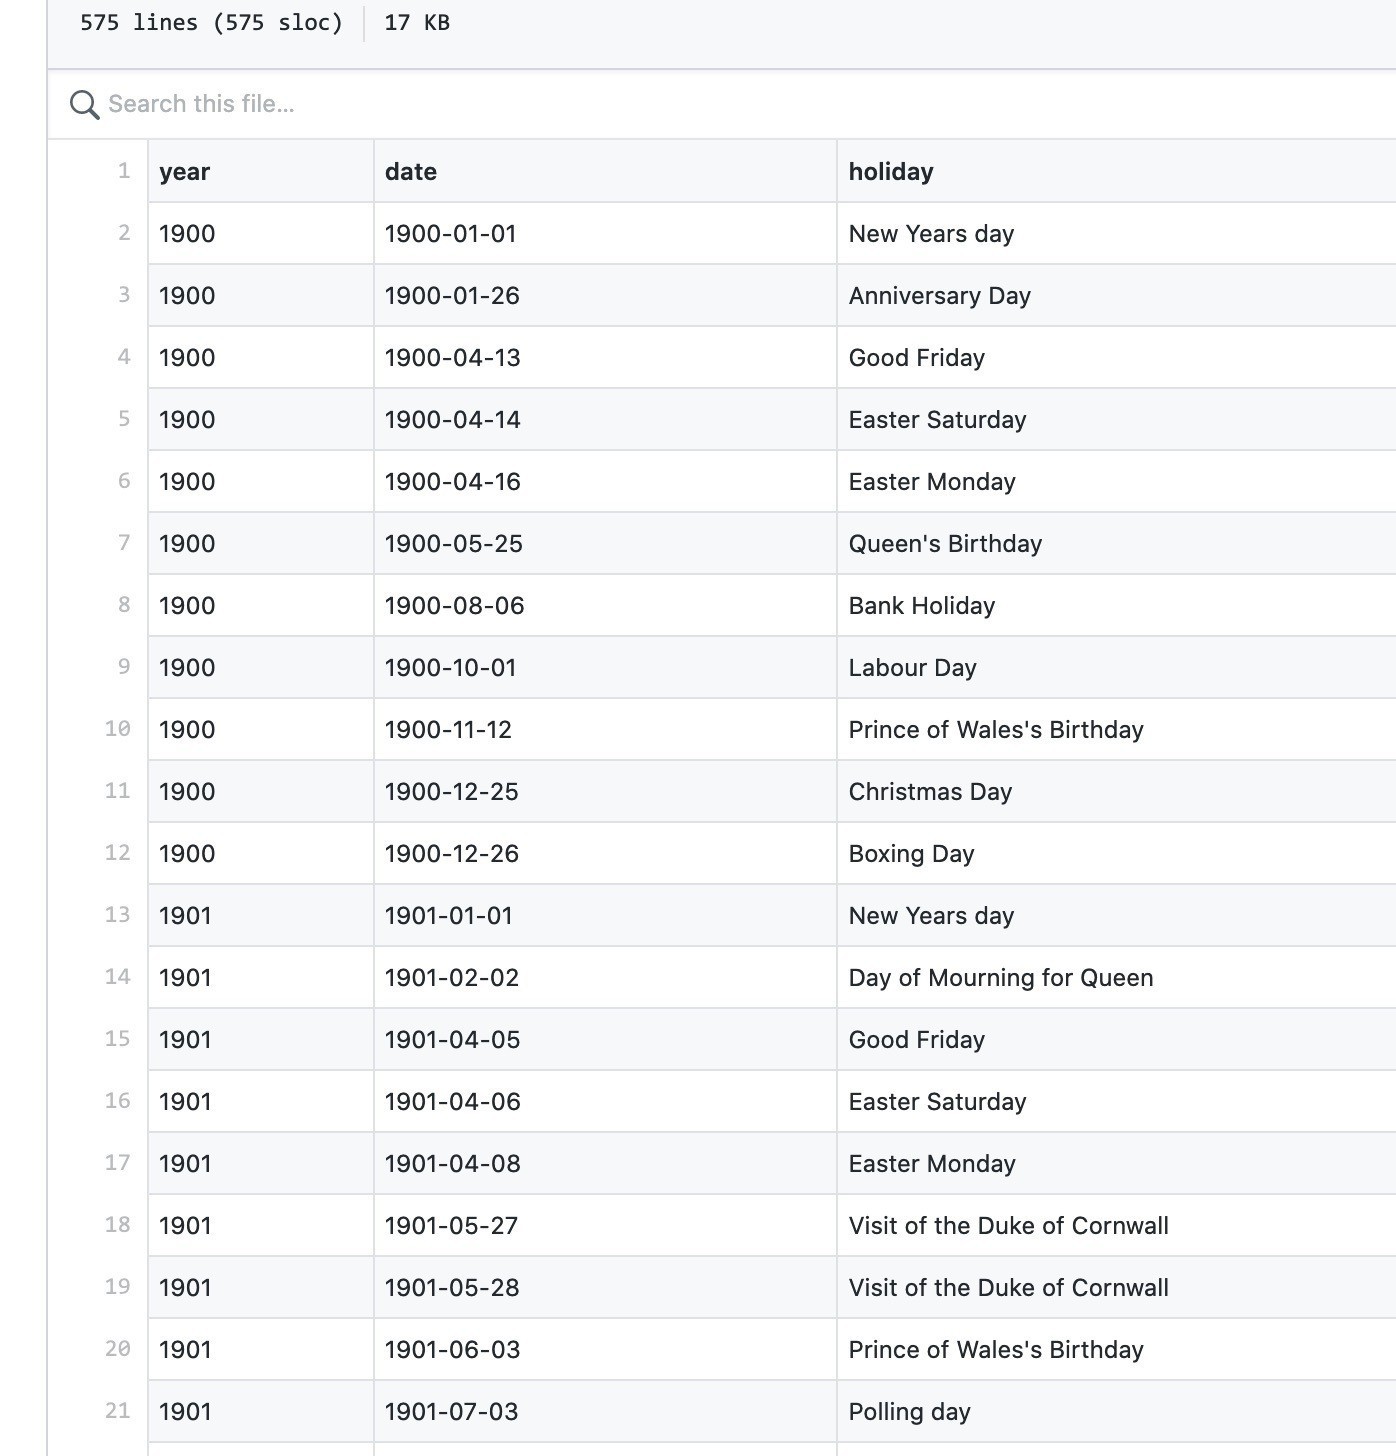 575 lines (575 sloc) 17 KB
Search this file...
1 year date holiday
2 1900 1900-01-01 New Years day
3 1900 1900-01-26 Anniversary Day
4 1900 1900-04-13 Good Friday
5 1900 1900-04-14 Easter Saturday
6 1900 1900-04-16 Easter Monday
7 1900 1900-05-25 Queen's Birthday
8 1900 1900-08-06 Bank Holiday
9 1900 1900-10-01 Labour Day
10 1900 1900-11-12 Prince of Wales's Birthday
11 1900 1900-12-25 Christmas Day
12 1900 1900-12-26 Boxing Day
13 1901 1901-01-01 New Years day
14 1901 1901-02-02 Day of Mourning for Queen
15 1901 1901-04-05 Good Friday
16 1901 1901-04-06 Easter Saturday
17 1901 1901-04-08 Easter Monday
18 1901 1901-05-27 Visit of the Duke of Cornwall
19 1901 1901-05-28 Visit of the Duke of Cornwall
20 1901 1901-06-03 Prince of Wales's Birthday
21 1901 1901-07-03 Polling day